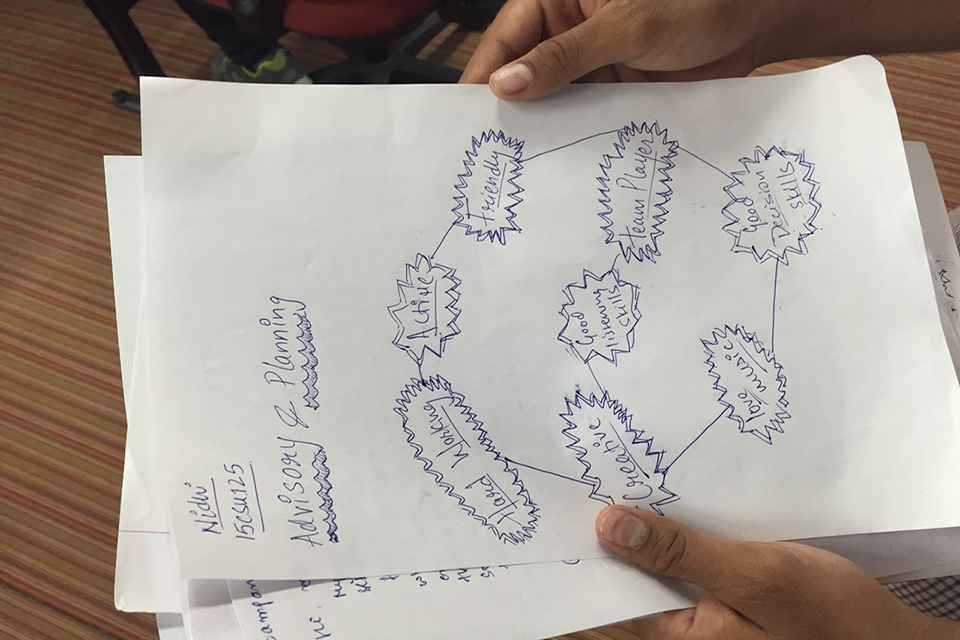 Nidhi
15csu125
Advisory & Planning
Hard Working
Active
Friendly
Creative
Good
listening
skills
Team Player
love music
Good
Decision
skills